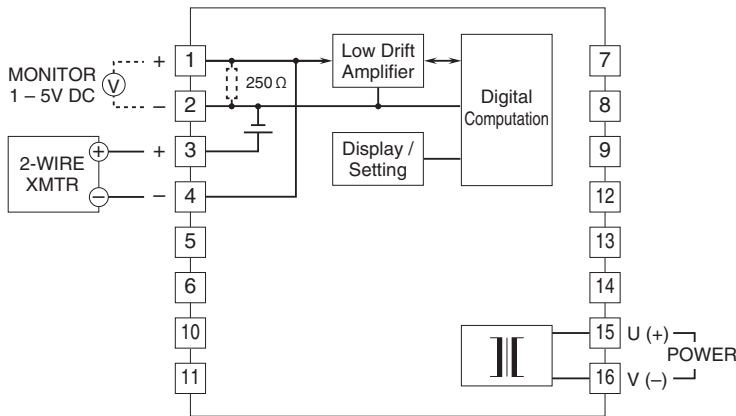 MONITOR
1 – 5V DC
V
+
–
1
2
250 Ω
Low Drift
Amplifier
Digital
Computation
Display /
Setting
2-WIRE
XMTR
+
–
+
–
3
4
5
6
10
11
7
8
9
12
13
14
15
16
U (+)
V (–)
POWER